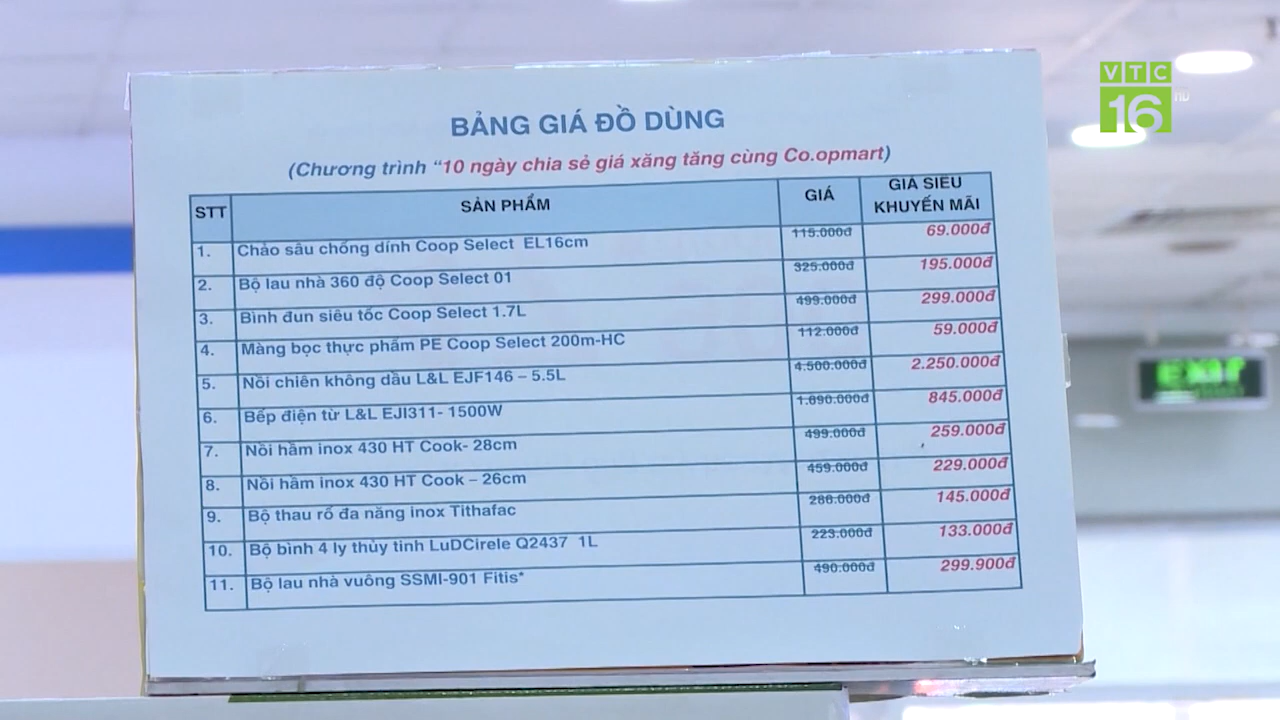 VTC
16 HD
BẢNG GIÁ ĐỒ DÙNG
(Chương trình “10 ngày chia sẻ giá xăng tăng cùng Co.opmart)
STT SẢN PHẨM GIÁ GIÁ SIÊU KHUYẾN MÃI
1. Chảo sâu chống dính Coop Select EL16cm 115.000đ 69.000đ
2. Bộ lau nhà 360 độ Coop Select 01 325.000đ 195.000đ
3. Bình đun siêu tốc Coop Select 1.7L 499.000đ 299.000đ
4. Màng bọc thực phẩm PE Coop Select 200m-HC 112.000đ 59.000đ
5. Nồi chiên không dầu L&L EJF146 – 5.5L 4.500.000đ 2.250.000đ
6. Bếp điện từ L&L EJI311- 1500W 1.690.000đ 845.000đ
7. Nồi hầm inox 430 HT Cook- 28cm 499.000đ 259.000đ
8. Nồi hầm inox 430 HT Cook – 26cm 459.000đ 229.000đ
9. Bộ thau rổ đa năng inox Tithafac 286.000đ 145.000đ
10. Bộ bình 4 ly thủy tinh LuDCirele Q2437 1L 223.000đ 133.000đ
11. Bộ lau nhà vuông SSMI-901 Fitis* 490.000đ 299.900đ
EXIT